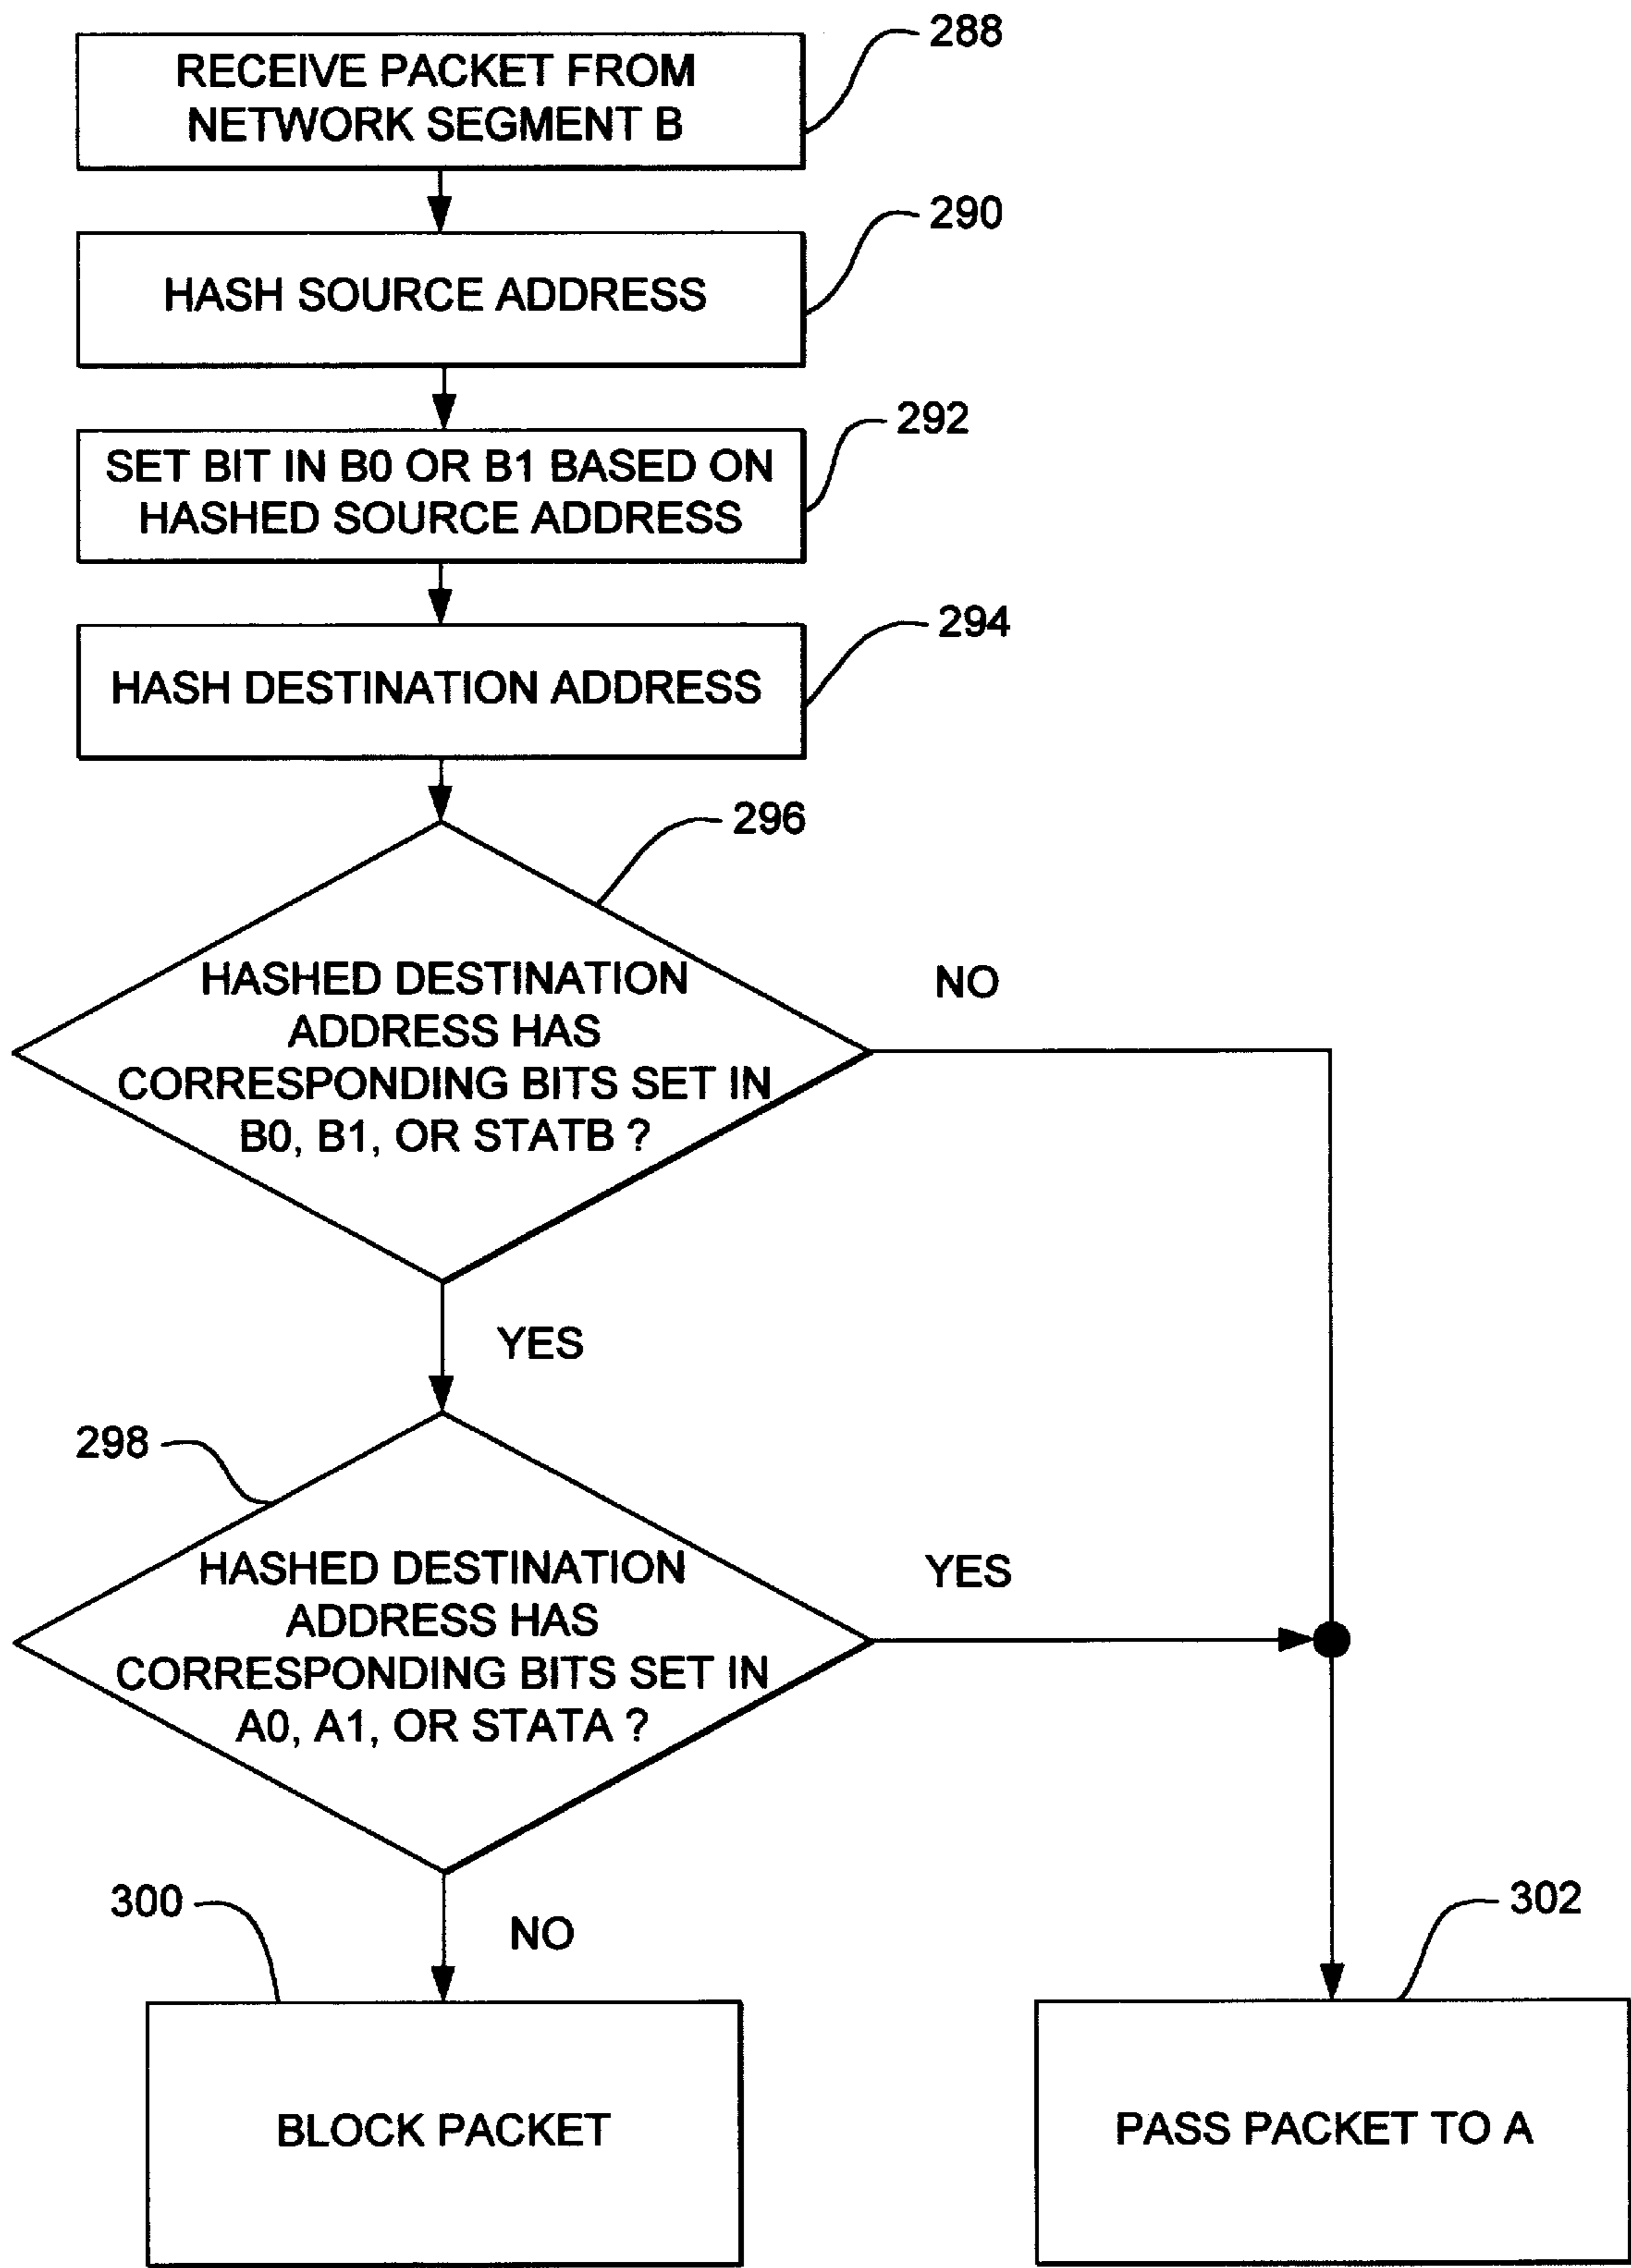 288
RECEIVE PACKET FROM
NETWORK SEGMENT B
290
HASH SOURCE ADDRESS
292
SET BIT IN B0 OR B1 BASED ON
HASHED SOURCE ADDRESS
294
HASH DESTINATION ADDRESS
296
HASHED DESTINATION
ADDRESS HAS
CORRESPONDING BITS SET IN
B0, B1, OR STATB ?
NO
YES
298
HASHED DESTINATION
ADDRESS HAS
CORRESPONDING BITS SET IN
A0, A1, OR STATA ?
YES
NO
300
BLOCK PACKET
302
PASS PACKET TO A